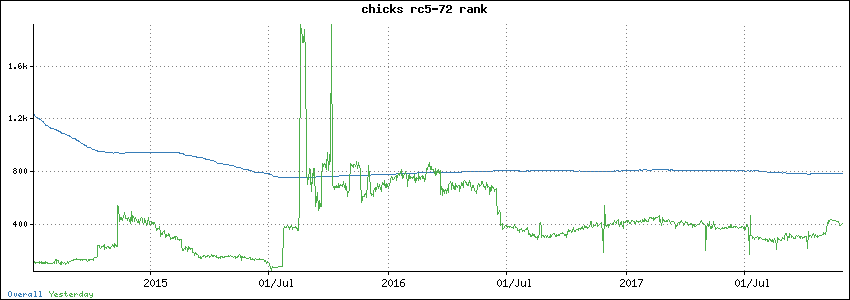 chicks rc5-72 rank
1.6k
1.2k
800
400
2015 01/Jul 2016 01/Jul 2017 01/Jul
Overall Yesterday